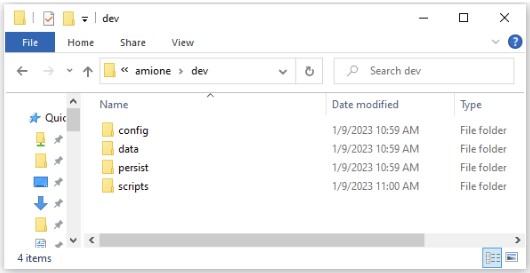 dev
File Home Share View
« amione › dev Search dev
Name Date modified Type
Quic
config 1/9/2023 10:59 AM File folder
data 1/9/2023 10:59 AM File folder
persist 1/9/2023 10:59 AM File folder
scripts 1/9/2023 11:00 AM File folder
4 items